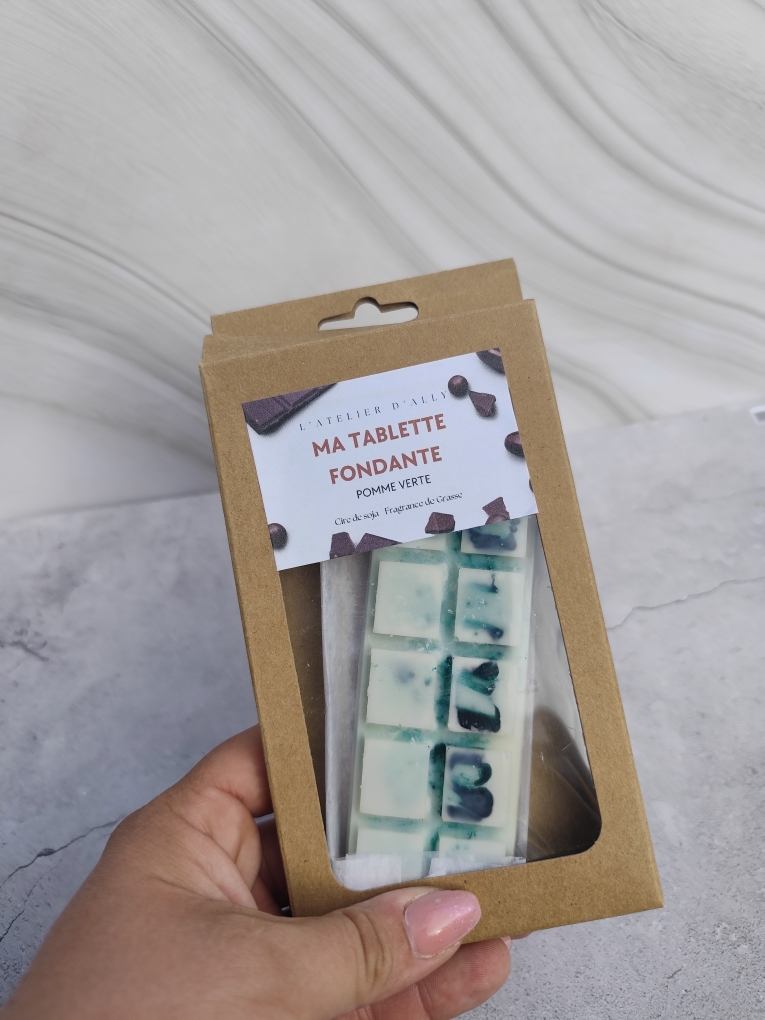 L'ATELIER D'ALLY
MA TABLETTE
FONDANTE
POMME VERTE
Cire de soja Fragrance de Grasse